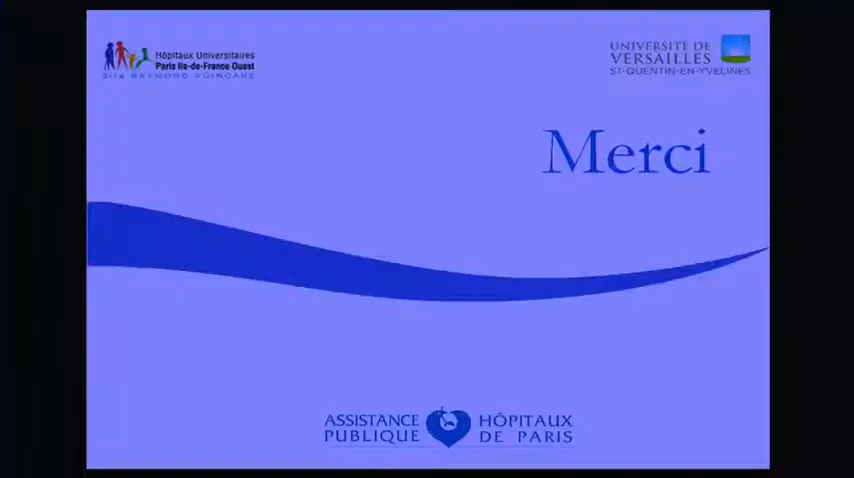 Hôpitaux Universitaires
Paris Ile-de-France Ouest
Site RAYMOND POINCARE
UNIVERSITÉ DE
VERSAILLES
ST-QUENTIN-EN-YVELINES
Merci
ASSISTANCE HÔPITAUX
PUBLIQUE DE PARIS